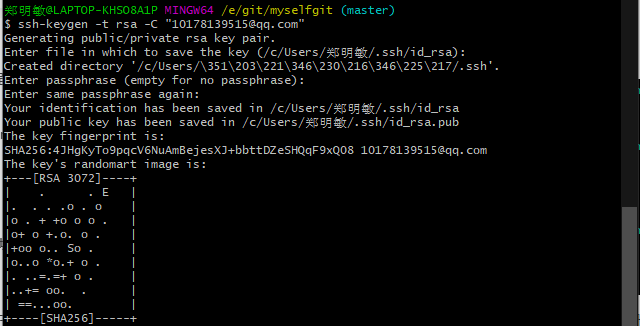 郑明敏@LAPTOP-KHSO8A1P MINGW64 /e/git/myselfgit (master)
$ ssh-keygen -t rsa -C "10178139515@qq.com"
Generating public/private rsa key pair.
Enter file in which to save the key (/c/Users/郑明敏/.ssh/id_rsa):
Created directory '/c/Users/\351\203\221\346\230\216\346\225\217/.ssh'.
Enter passphrase (empty for no passphrase):
Enter same passphrase again:
Your identification has been saved in /c/Users/郑明敏/.ssh/id_rsa
Your public key has been saved in /c/Users/郑明敏/.ssh/id_rsa.pub
The key fingerprint is:
SHA256:4JHgKyTo9pqcV6NuAmBejesXJ+bbttDZeSHQqF9xQO8 10178139515@qq.com
The key's randomart image is:
+---[RSA 3072]----+
|    .      . E   |
|.  . . .o . o    |
|o . + +o o o .   |
|o+ o +.o. o .    |
|+oo o.. So .     |
|o..o *o.+ o .    |
|. ..=.=+ o .     |
|..+= oo.  .      |
| ==...oo.        |
+----[SHA256]-----+